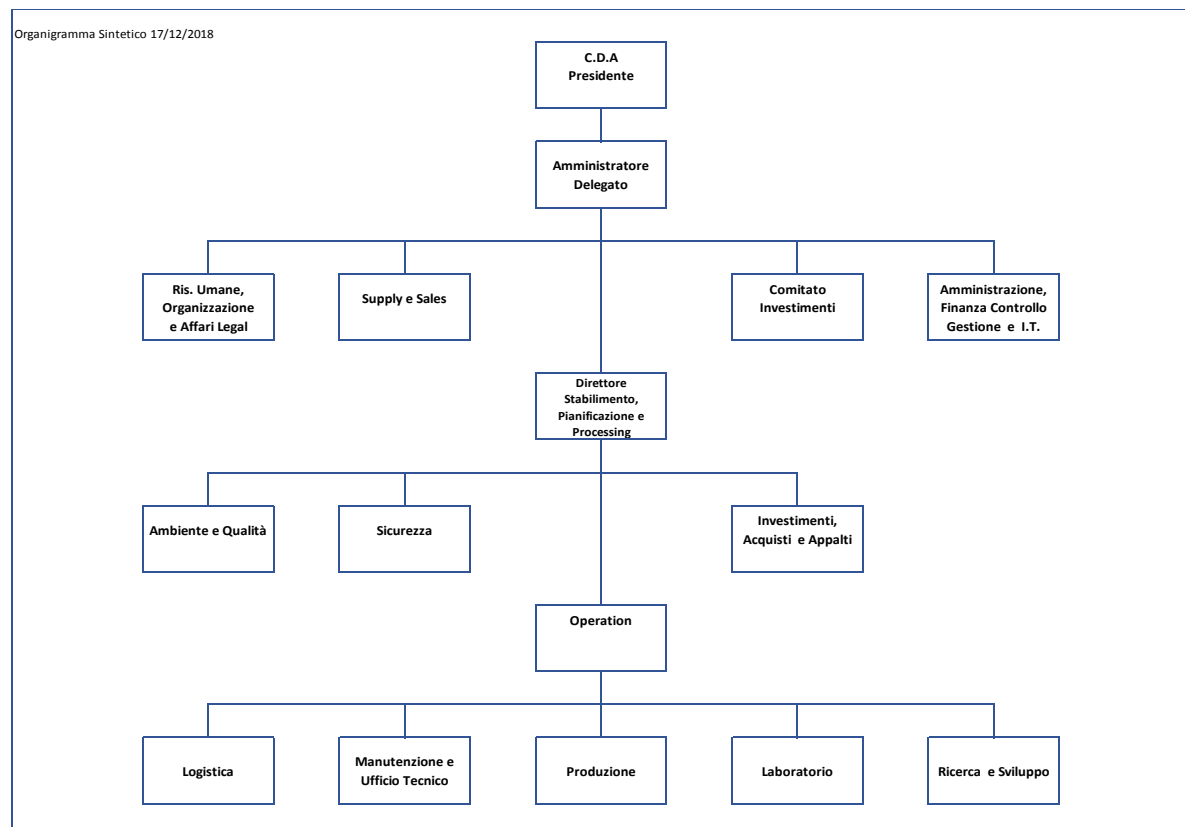 Organigramma Sintetico 17/12/2018
C.D.A
Presidente
Amministratore
Delegato
Ris. Umane,
Organizzazione
e Affari Legal
Supply e Sales
Comitato
Investimenti
Amministrazione,
Finanza Controllo
Gestione e I.T.
Direttore
Stabilimento,
Pianificazione e
Processing
Ambiente e Qualità
Sicurezza
Investimenti,
Acquisti e Appalti
Operation
Logistica
Manutenzione e
Ufficio Tecnico
Produzione
Laboratorio
Ricerca e Sviluppo